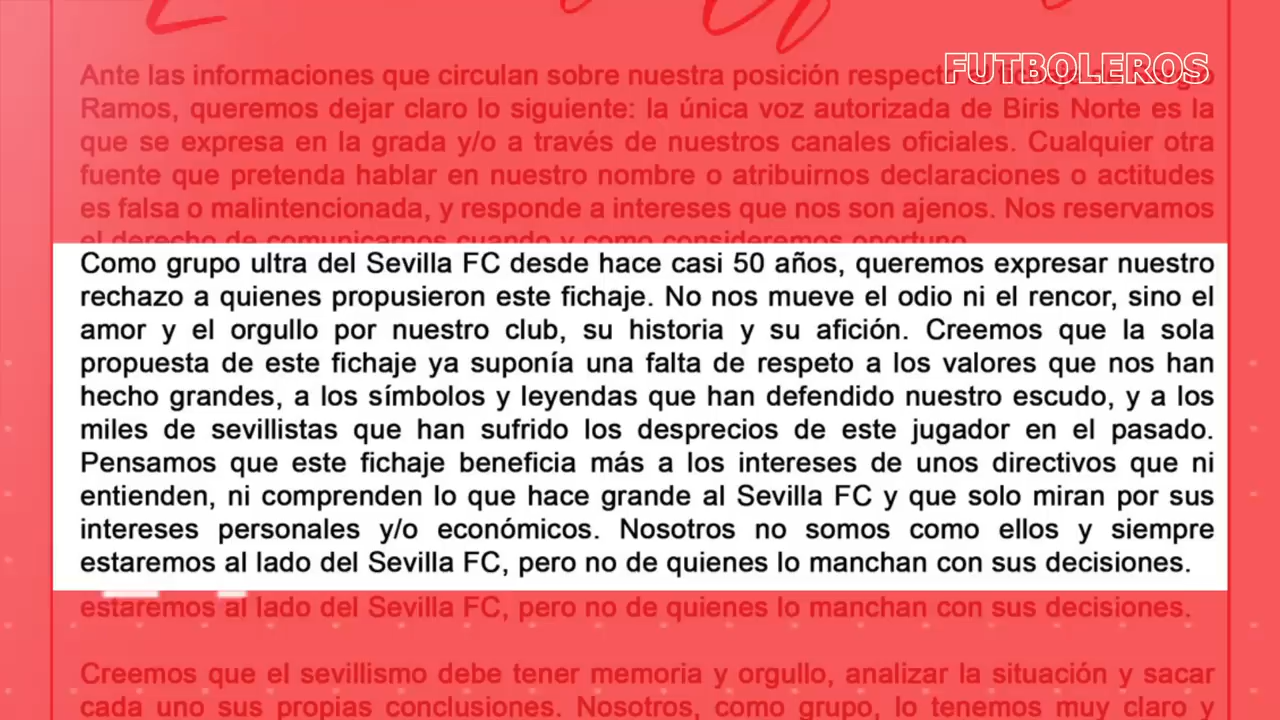 FUTBOLEROS
Ante las informaciones que circulan sobre nuestra posición respecto
Ramos, queremos dejar claro lo siguiente: la única voz autorizada de Biris Norte es la
que se expresa en la grada y/o a través de nuestros canales oficiales. Cualquier otra
fuente que pretenda hablar en nuestro nombre o atribuirnos declaraciones o actitudes
es falsa o malintencionada, y responde a intereses que nos son ajenos. Nos reservamos
el derecho de comunicarnos cuando y como consideremos oportuno.
Como grupo ultra del Sevilla FC desde hace casi 50 años, queremos expresar nuestro
rechazo a quienes propusieron este fichaje. No nos mueve el odio ni el rencor, sino el
amor y el orgullo por nuestro club, su historia y su afición. Creemos que la sola
propuesta de este fichaje ya suponía una falta de respeto a los valores que nos han
hecho grandes, a los símbolos y leyendas que han defendido nuestro escudo, y a los
miles de sevillistas que han sufrido los desprecios de este jugador en el pasado.
Pensamos que este fichaje beneficia más a los intereses de unos directivos que ni
entienden, ni comprenden lo que hace grande al Sevilla FC y que solo miran por sus
intereses personales y/o económicos. Nosotros no somos como ellos y siempre
estaremos al lado del Sevilla FC, pero no de quienes lo manchan con sus decisiones.
estaremos al lado del Sevilla FC, pero no de quienes lo manchan con sus decisiones.
Creemos que el sevillismo debe tener memoria y orgullo, analizar la situación y sacar
cada uno sus propias conclusiones. Nosotros, como grupo, lo tenemos muy claro y